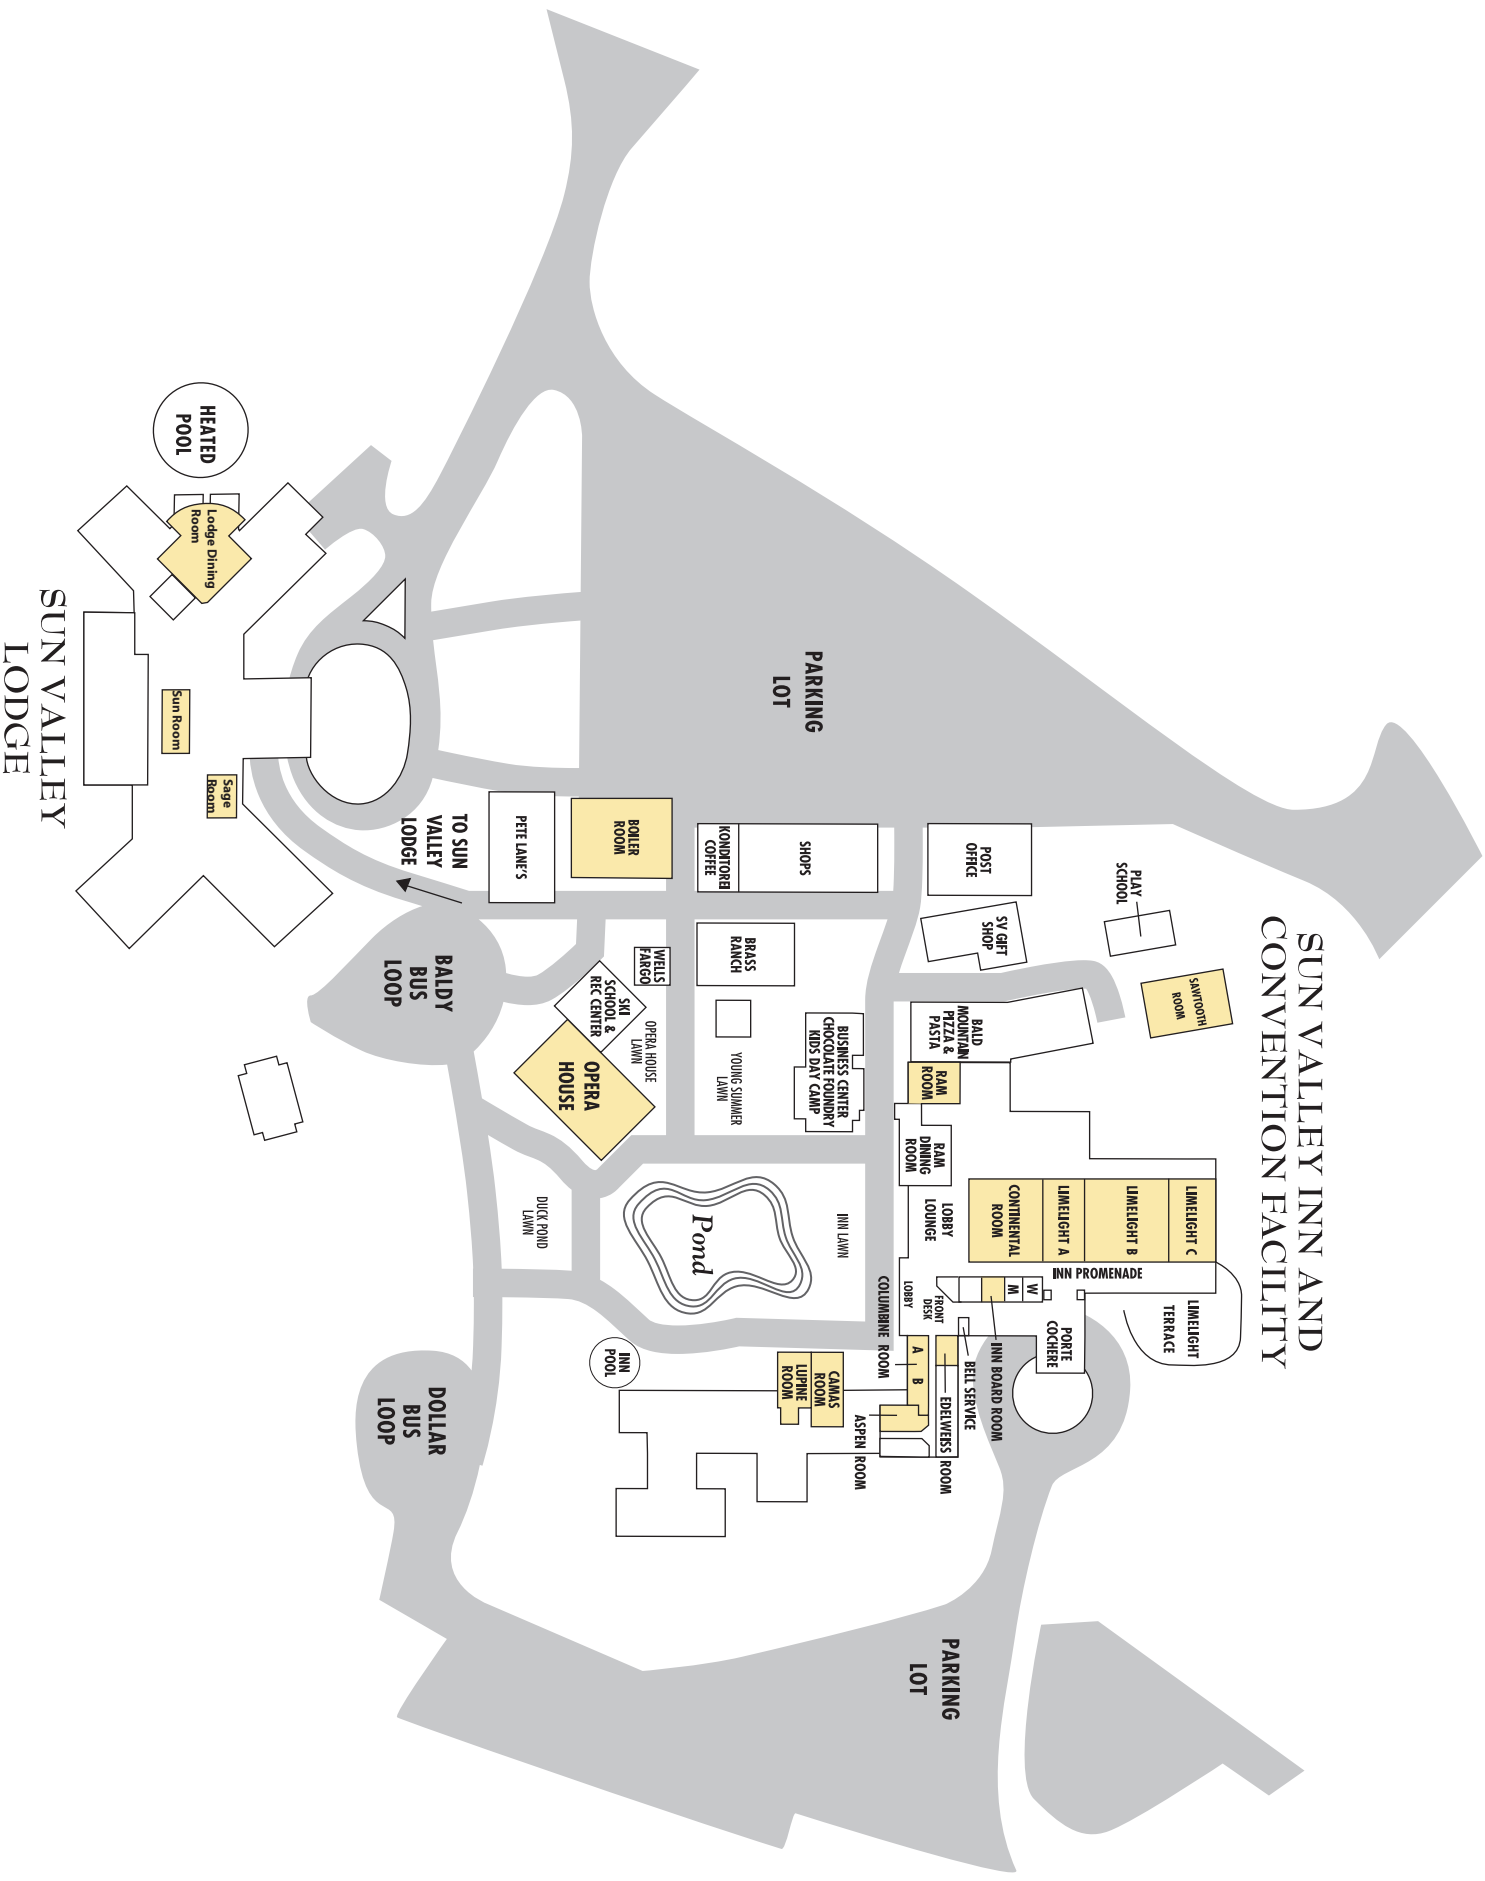 SUN VALLEY INN AND
CONVENTION FACILITY
SUN VALLEY
LODGE
HEATED
POOL
Lodge Dining
Room
Sun Room
Sage
Room
PARKING
LOT
TO SUN
VALLEY
LODGE
PETE LANE'S
BOILER
ROOM
KONDITOREI
COFFEE
SHOPS
POST
OFFICE
PLAY
SCHOOL
SV GIFT
SHOP
SAWTOOTH
ROOM
BALDY
BUS
LOOP
WELLS
FARGO
BRASS
RANCH
SKI
SCHOOL &
REC CENTER
OPERA HOUSE
LAWN
OPERA
HOUSE
YOUNG SUMMER
LAWN
BUSINESS CENTER
CHOCOLATE FOUNDRY
KIDS DAY CAMP
BALD
MOUNTAIN
PIZZA &
PASTA
RAM
ROOM
RAM
DINING
ROOM
LOBBY
LOUNGE
CONTINENTAL
ROOM
LIMELIGHT A
LIMELIGHT B
LIMELIGHT C
INN PROMENADE
LIMELIGHT
TERRACE
DUCK POND
LAWN
Pond
INN LAWN
COLUMBINE ROOM
LOBBY
FRONT
DESK
M
W
PORTE
COCHERE
INN BOARD ROOM
BELL SERVICE
EDELWEISS ROOM
A
B
ASPEN ROOM
CAMAS
ROOM
LUPINE
ROOM
INN
POOL
DOLLAR
BUS
LOOP
PARKING
LOT